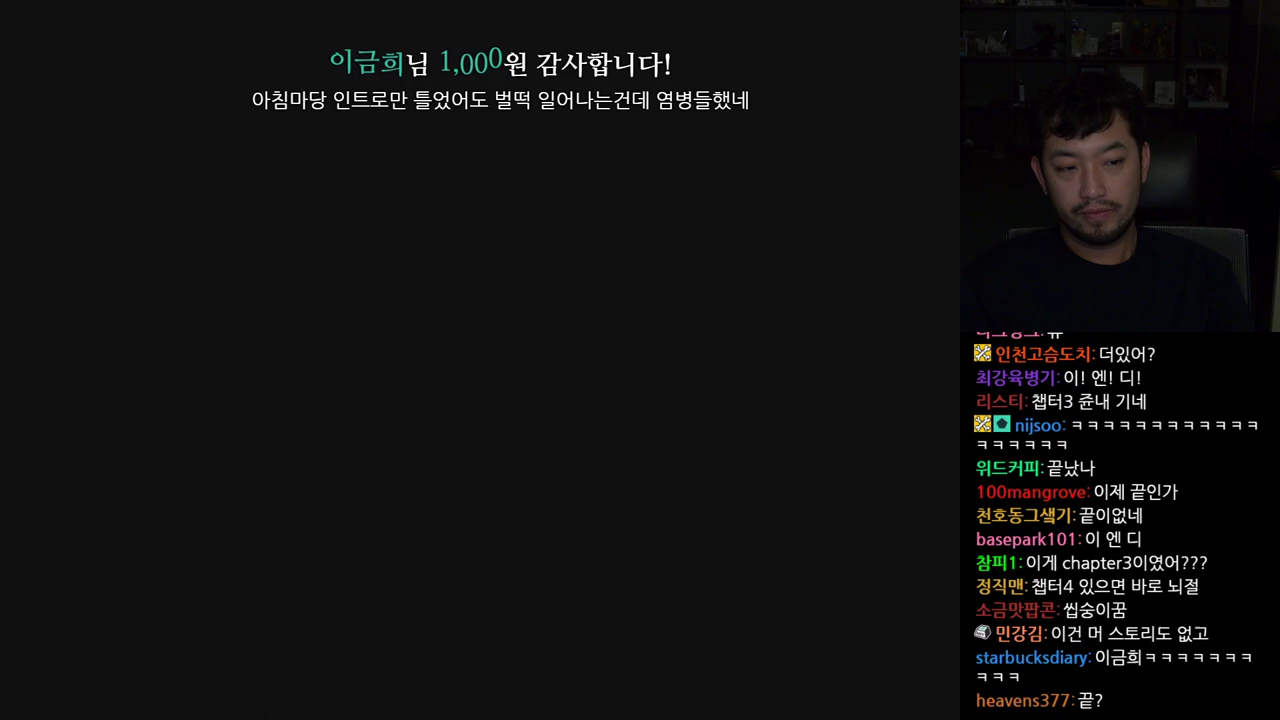 이금희님 1,000원 감사합니다!
아침마당 인트로만 틀었어도 벌떡 일어나는건데 염병들했네
인천고슴도치: 더있어?
최강육병기: 이! 엔! 디!
리스티: 챕터3 쥰내 기네
nijsoo: ㅋㅋㅋㅋㅋㅋㅋㅋㅋㅋㅋㅋ
ㅋㅋㅋㅋㅋㅋ
위드커피: 끝났나
100mangrove: 이제 끝인가
천호동그샠기: 끝이없네
basepark101: 이 엔 디
참피1: 이게 chapter3이였어???
정직맨: 챕터4 있으면 바로 뇌절
소금맛팝콘: 씹숭이꿈
민강김: 이건 머 스토리도 없고
starbucksdiary: 이금희ㅋㅋㅋㅋㅋㅋㅋ
ㅋㅋㅋㅋ
heavens377: 끝?